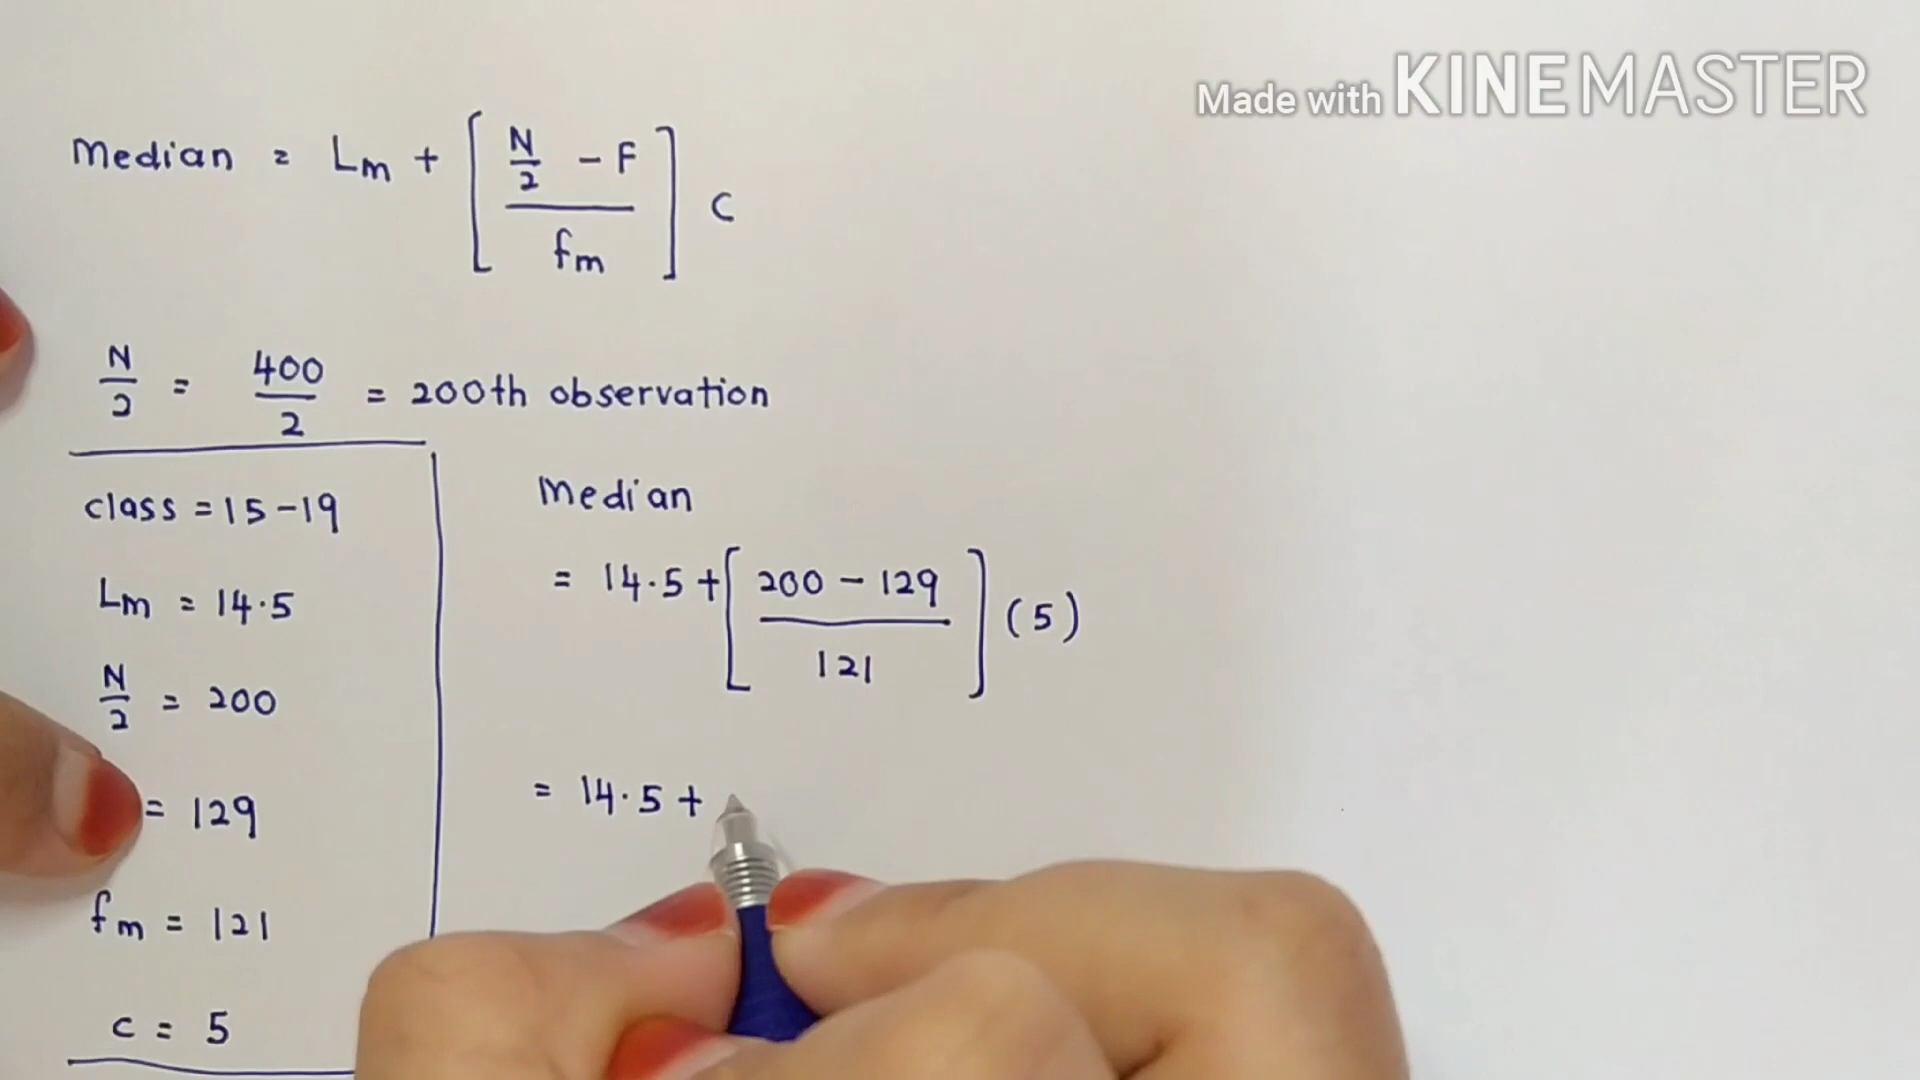 Made with KINEMASTER
Median = Lm + [ N/2 - F / fm ] C
N/2 = 400/2 = 200th observation
class = 15-19
Lm = 14.5
N/2 = 200
= 129
fm = 121
c = 5
Median
= 14.5 + [ 200 - 129 / 121 ] (5)
= 14.5 +